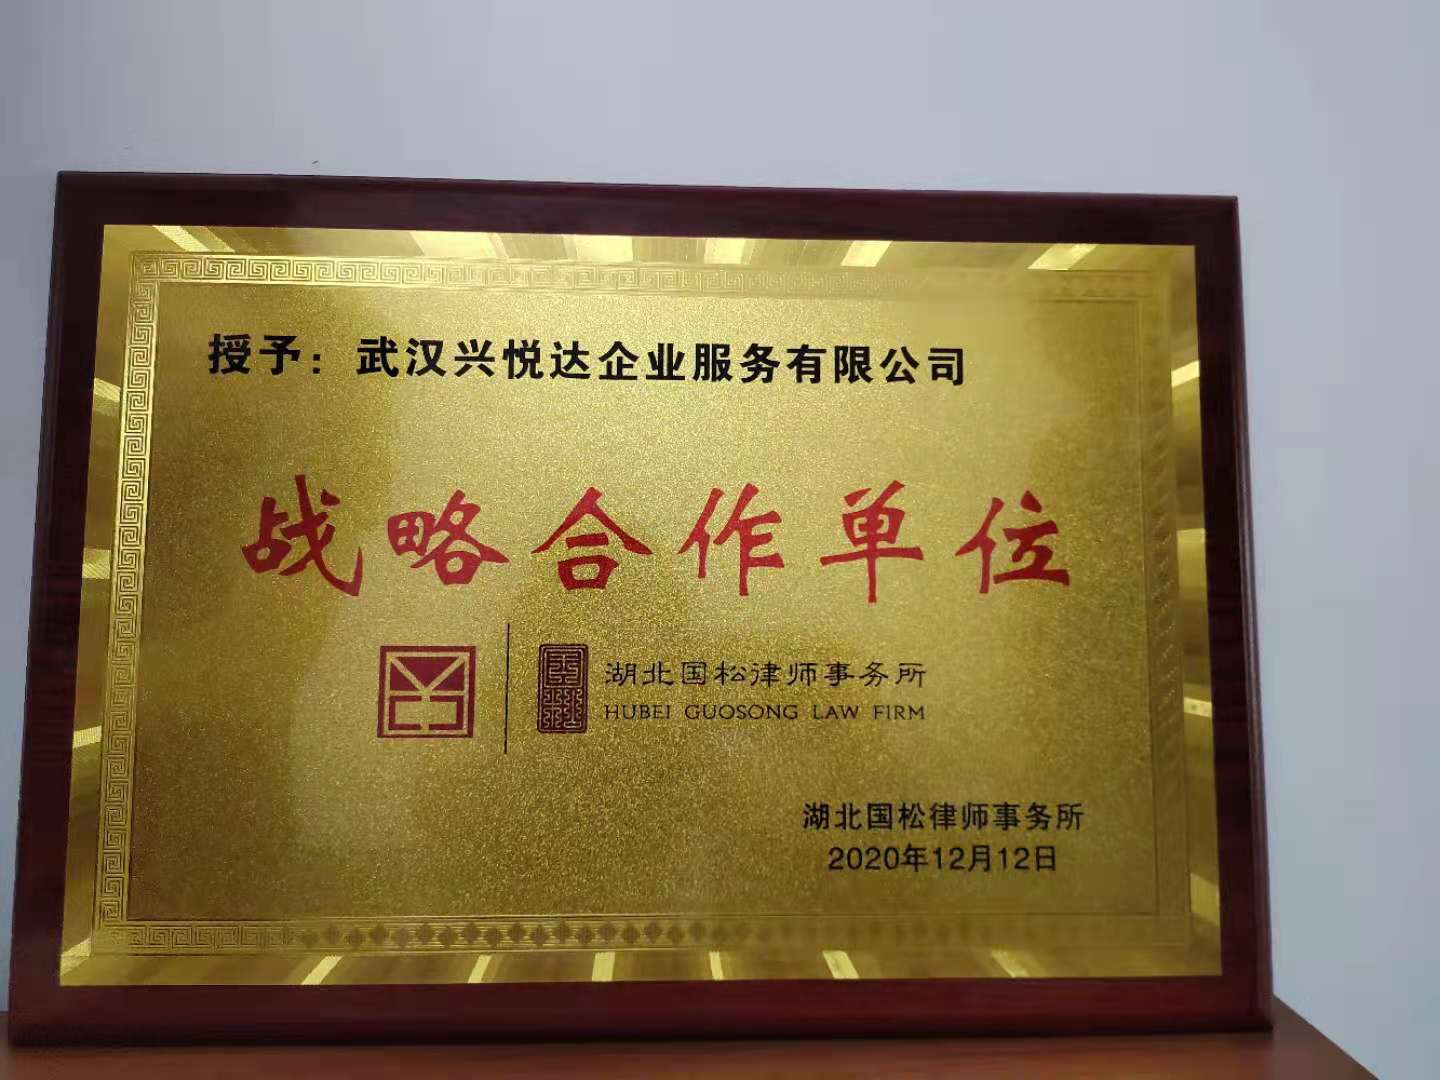 授予：武汉兴悦达企业服务有限公司
战略合作单位
国松
湖北国松律师事务所
HUBEI GUOSONG LAW FIRM
湖北国松律师事务所
2020年12月12日